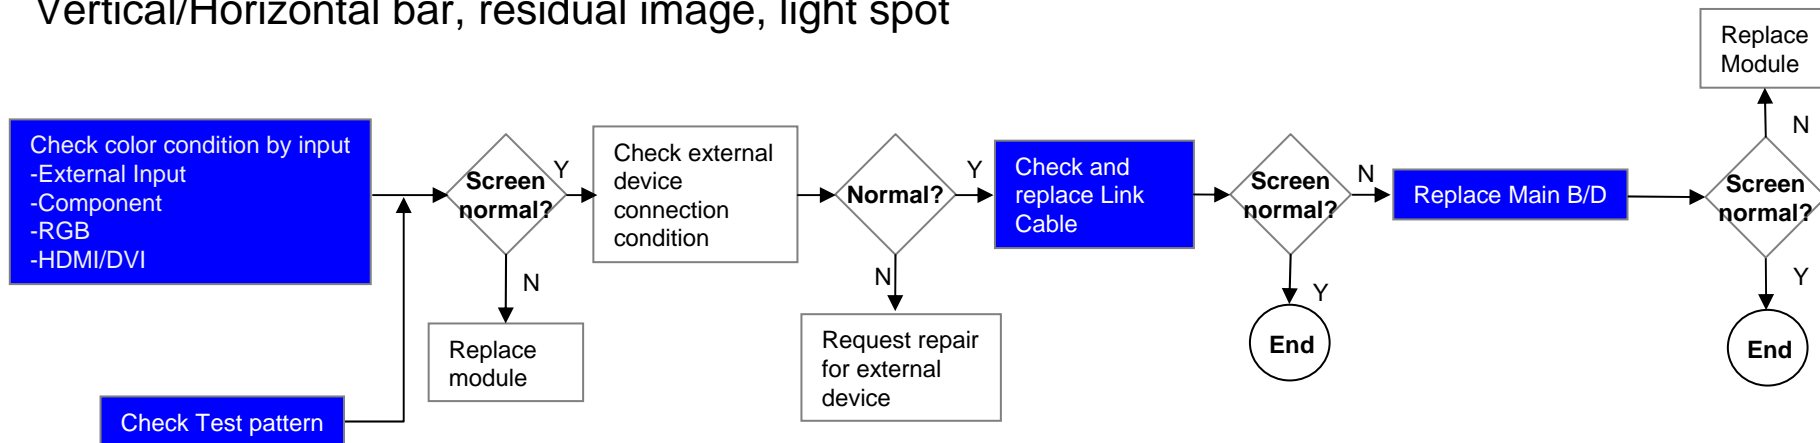 Vertical/Horizontal bar, residual image, light spot
Check color condition by input
-External Input
-Component
-RGB
-HDMI/DVI
Check Test pattern
Screen
normal?
Y
N
Replace
module
Check external
device
connection
condition
Normal?
Y
N
Request repair
for external
device
Check and
replace Link
Cable
Screen
normal?
N
Y
End
Replace Main B/D
Screen
normal?
N
Replace
Module
Y
End